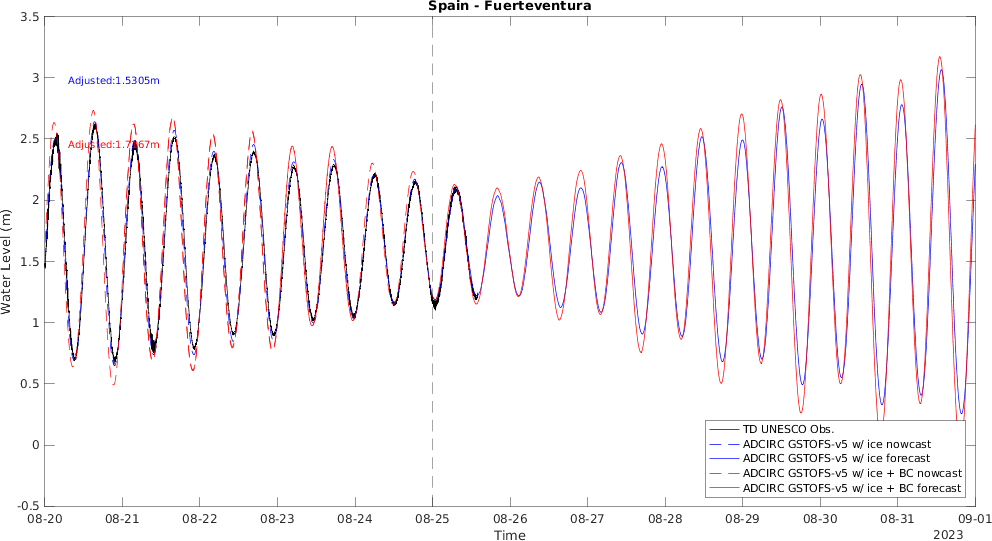 Spain - Fuerteventura
3.5
3
2.5
2
1.5
1
0.5
0
-0.5
Water Level (m)
Adjusted:1.5305m
TD UNESCO Obs.
ADCIRC GSTOFS-v5 w/ ice nowcast
ADCIRC GSTOFS-v5 w/ ice forecast
ADCIRC GSTOFS-v5 w/ ice + BC nowcast
ADCIRC GSTOFS-v5 w/ ice + BC forecast
08-20 08-21 08-22 08-23 08-24 08-25 08-26 08-27 08-28 08-29 08-30 08-31 09-01
Time
2023